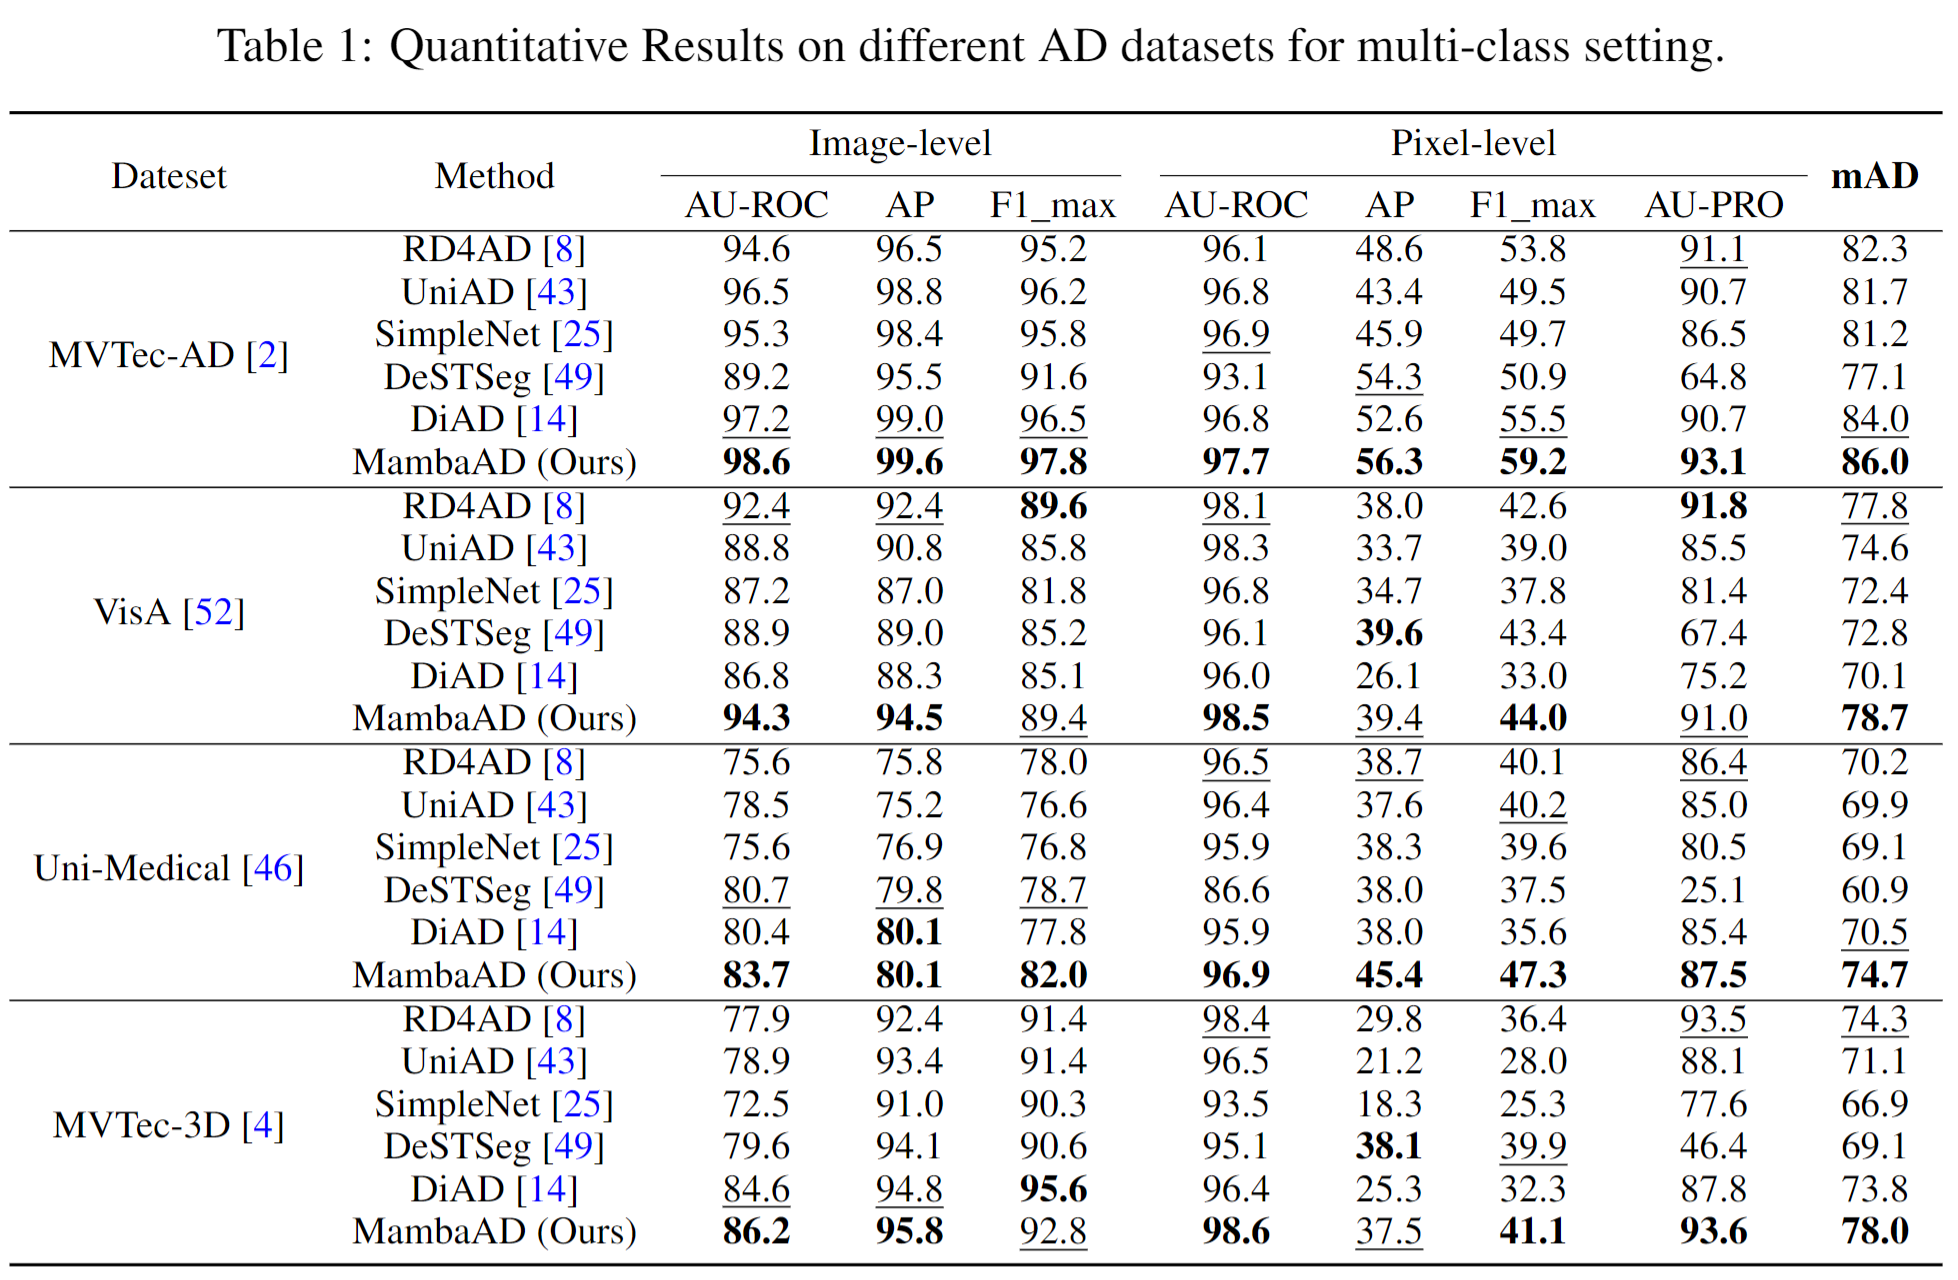 Table 1: Quantitative Results on different AD datasets for multi-class setting.
Dateset Method Image-level Pixel-level mAD
AU-ROC AP F1_max AU-ROC AP F1_max AU-PRO
MVTec-AD [2]
RD4AD [8] 94.6 96.5 95.2 96.1 48.6 53.8 91.1 82.3
UniAD [43] 96.5 98.8 96.2 96.8 43.4 49.5 90.7 81.7
SimpleNet [25] 95.3 98.4 95.8 96.9 45.9 49.7 86.5 81.2
DeSTSeg [49] 89.2 95.5 91.6 93.1 54.3 50.9 64.8 77.1
DiAD [14] 97.2 99.0 96.5 96.8 52.6 55.5 90.7 84.0
MambaAD (Ours) 98.6 99.6 97.8 97.7 56.3 59.2 93.1 86.0
VisA [52]
RD4AD [8] 92.4 92.4 89.6 98.1 38.0 42.6 91.8 77.8
UniAD [43] 88.8 90.8 85.8 98.3 33.7 39.0 85.5 74.6
SimpleNet [25] 87.2 87.0 81.8 96.8 34.7 37.8 81.4 72.4
DeSTSeg [49] 88.9 89.0 85.2 96.1 39.6 43.4 67.4 72.8
DiAD [14] 86.8 88.3 85.1 96.0 26.1 33.0 75.2 70.1
MambaAD (Ours) 94.3 94.5 89.4 98.5 39.4 44.0 91.0 78.7
Uni-Medical [46]
RD4AD [8] 75.6 75.8 78.0 96.5 38.7 40.1 86.4 70.2
UniAD [43] 78.5 75.2 76.6 96.4 37.6 40.2 85.0 69.9
SimpleNet [25] 75.6 76.9 76.8 95.9 38.3 39.6 80.5 69.1
DeSTSeg [49] 80.7 79.8 78.7 86.6 38.0 37.5 25.1 60.9
DiAD [14] 80.4 80.1 77.8 95.9 38.0 35.6 85.4 70.5
MambaAD (Ours) 83.7 80.1 82.0 96.9 45.4 47.3 87.5 74.7
MVTec-3D [4]
RD4AD [8] 77.9 92.4 91.4 98.4 29.8 36.4 93.5 74.3
UniAD [43] 78.9 93.4 91.4 96.5 21.2 28.0 88.1 71.1
SimpleNet [25] 72.5 91.0 90.3 93.5 18.3 25.3 77.6 66.9
DeSTSeg [49] 79.6 94.1 90.6 95.1 38.1 39.9 46.4 69.1
DiAD [14] 84.6 94.8 95.6 96.4 25.3 32.3 87.8 73.8
MambaAD (Ours) 86.2 95.8 92.8 98.6 37.5 41.1 93.6 78.0